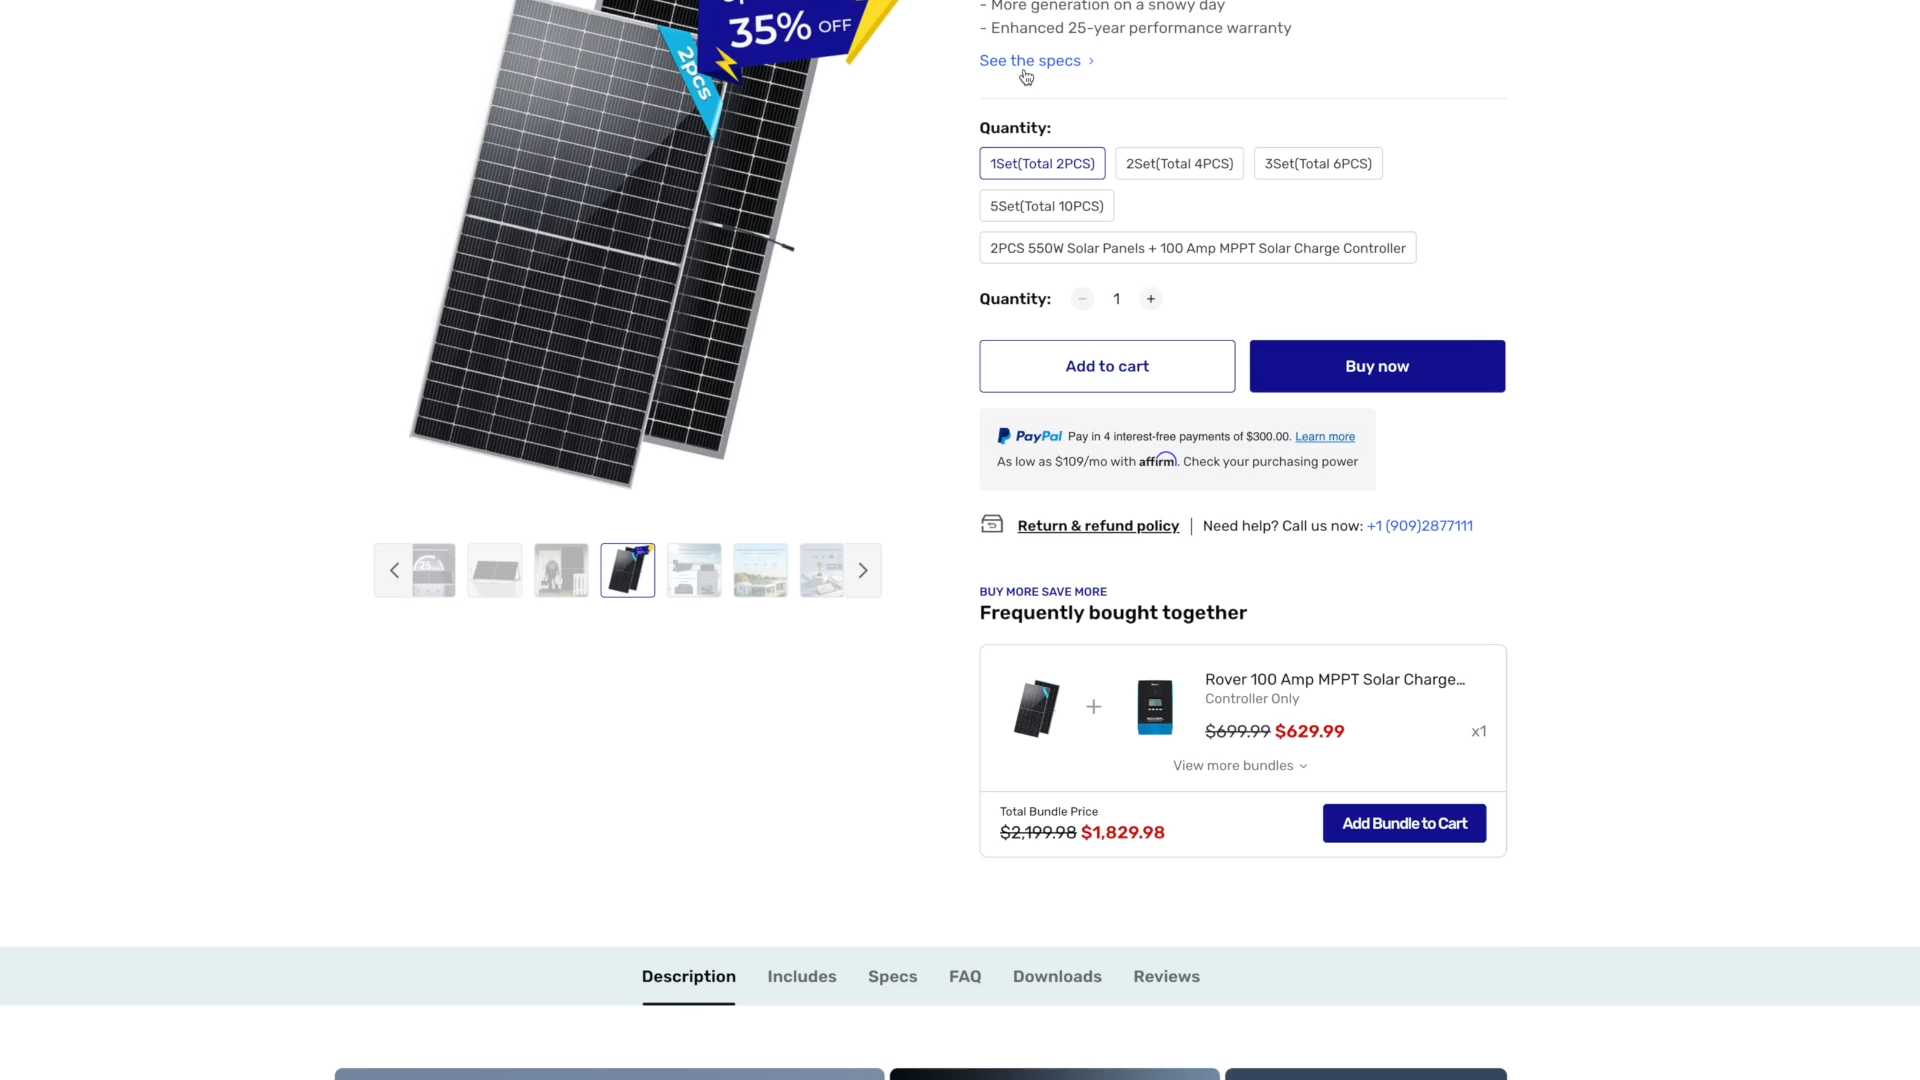 35% OFF
2pcs
- More generation on a snowy day
- Enhanced 25-year performance warranty
See the specs
Quantity:
1Set(Total 2PCS)
2Set(Total 4PCS)
3Set(Total 6PCS)
5Set(Total 10PCS)
2PCS 550W Solar Panels + 100 Amp MPPT Solar Charge Controller
Quantity:
− 1 +
Add to cart
Buy now
PayPal Pay in 4 interest-free payments of $300.00. Learn more
As low as $109/mo with affirm. Check your purchasing power
Return & refund policy | Need help? Call us now: +1 (909)2877111
25
BUY MORE SAVE MORE
Frequently bought together
+
Rover 100 Amp MPPT Solar Charge...
Controller Only
$699.99 $629.99
x1
View more bundles
Total Bundle Price
$2,199.98 $1,829.98
Add Bundle to Cart
Description
Includes
Specs
FAQ
Downloads
Reviews